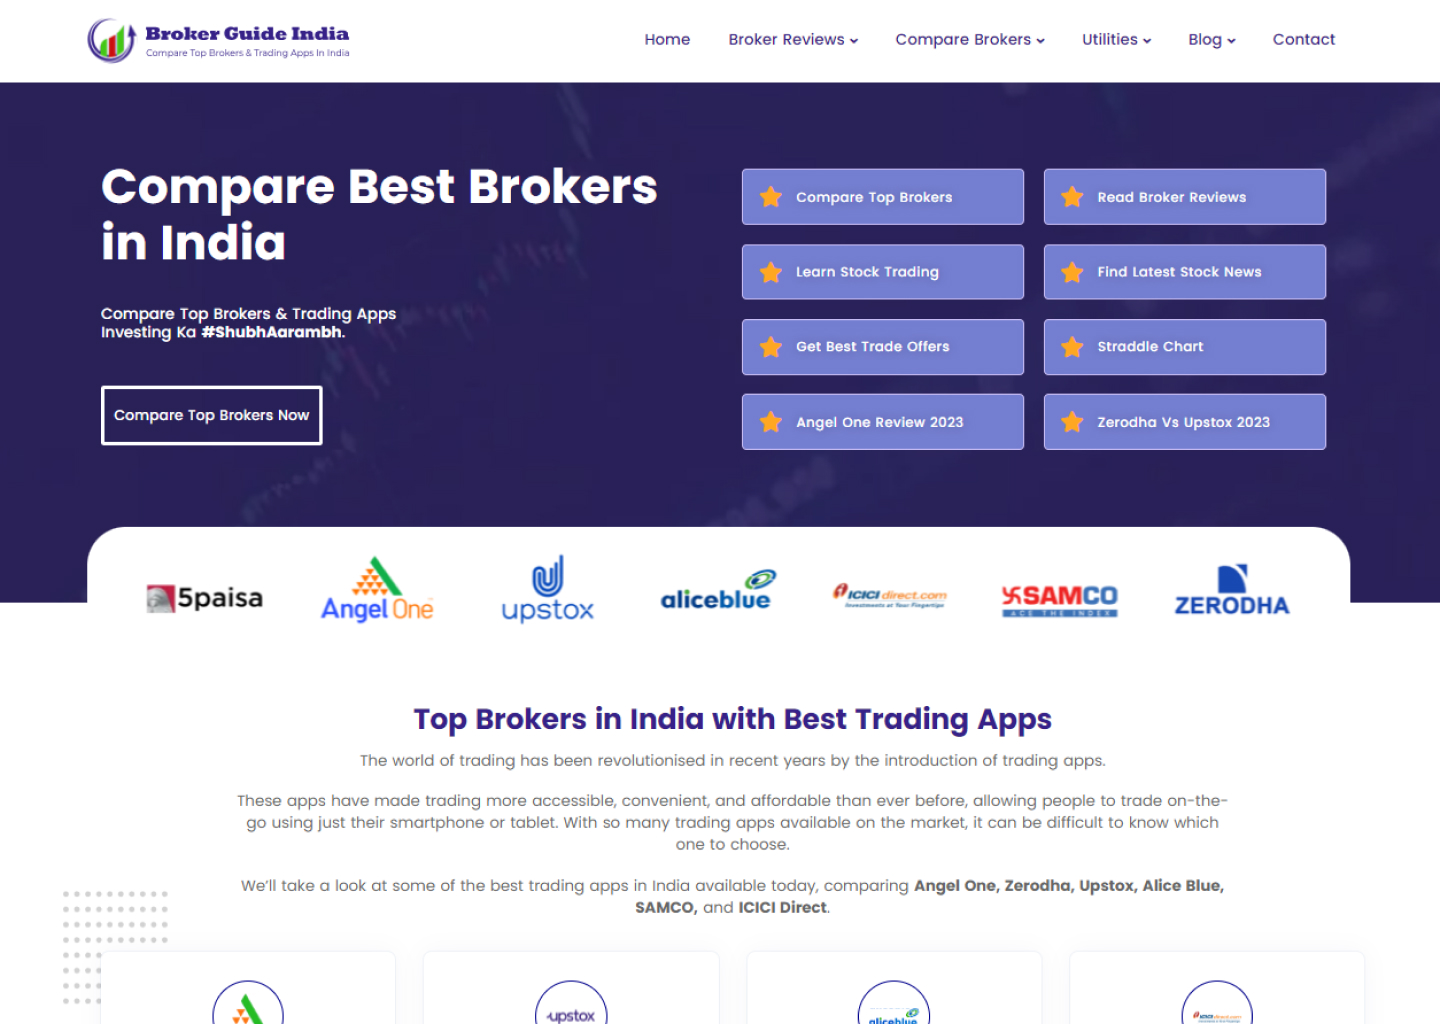 Broker Guide India
Compare Top Brokers & Trading Apps In India
Home
Broker Reviews
Compare Brokers
Utilities
Blog
Contact
Compare Best Brokers
in India
Compare Top Brokers & Trading Apps
Investing Ka #ShubhAarambh.
Compare Top Brokers Now
Compare Top Brokers
Read Broker Reviews
Learn Stock Trading
Find Latest Stock News
Get Best Trade Offers
Straddle Chart
Angel One Review 2023
Zerodha Vs Upstox 2023
5paisa
Angel One
upstox
aliceblue
ICICI direct.com
Investments at Your Fingertips
SAMCO
ACE THE INDEX
ZERODHA
Top Brokers in India with Best Trading Apps
The world of trading has been revolutionised in recent years by the introduction of trading apps.
These apps have made trading more accessible, convenient, and affordable than ever before, allowing people to trade on-the-
go using just their smartphone or tablet. With so many trading apps available on the market, it can be difficult to know which
one to choose.
We'll take a look at some of the best trading apps in India available today, comparing Angel One, Zerodha, Upstox, Alice Blue,
SAMCO, and ICICI Direct.
upstox
aliceblue
ICICI direct.com